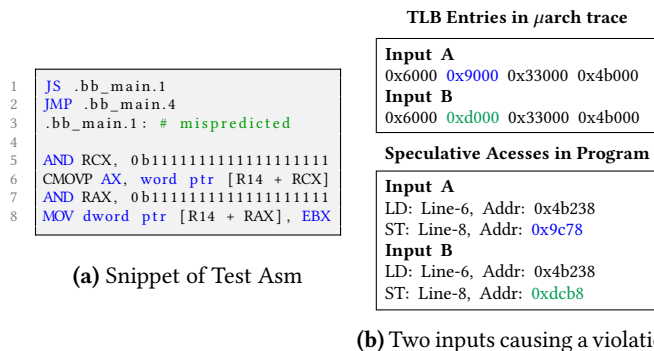 1 JS .bb_main.1
2 JMP .bb_main.4
3 .bb_main.1: # mispredicted
4
5 AND RCX, 0b1111111111111111111
6 CMOVP AX, word ptr [R14 + RCX]
7 AND RAX, 0b1111111111111111111
8 MOV dword ptr [R14 + RAX], EBX
(a) Snippet of Test Asm
TLB Entries in μarch trace
Input A
0x6000 0x9000 0x33000 0x4b000
Input B
0x6000 0xd000 0x33000 0x4b000
Speculative Acesses in Program
Input A
LD: Line-6, Addr: 0x4b238
ST: Line-8, Addr: 0x9c78
Input B
LD: Line-6, Addr: 0x4b238
ST: Line-8, Addr: 0xdcb8
(b) Two inputs causing a violati